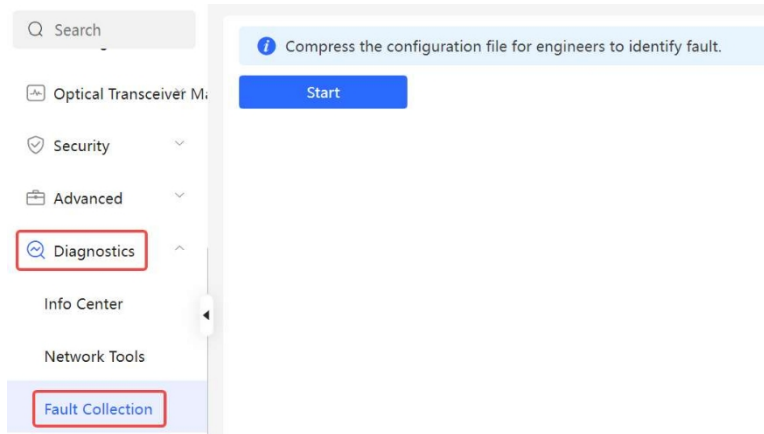 Search
Compress the configuration file for engineers to identify fault.
Start
Optical Transceiver Ma
Security
Advanced
Diagnostics
Info Center
Network Tools
Fault Collection